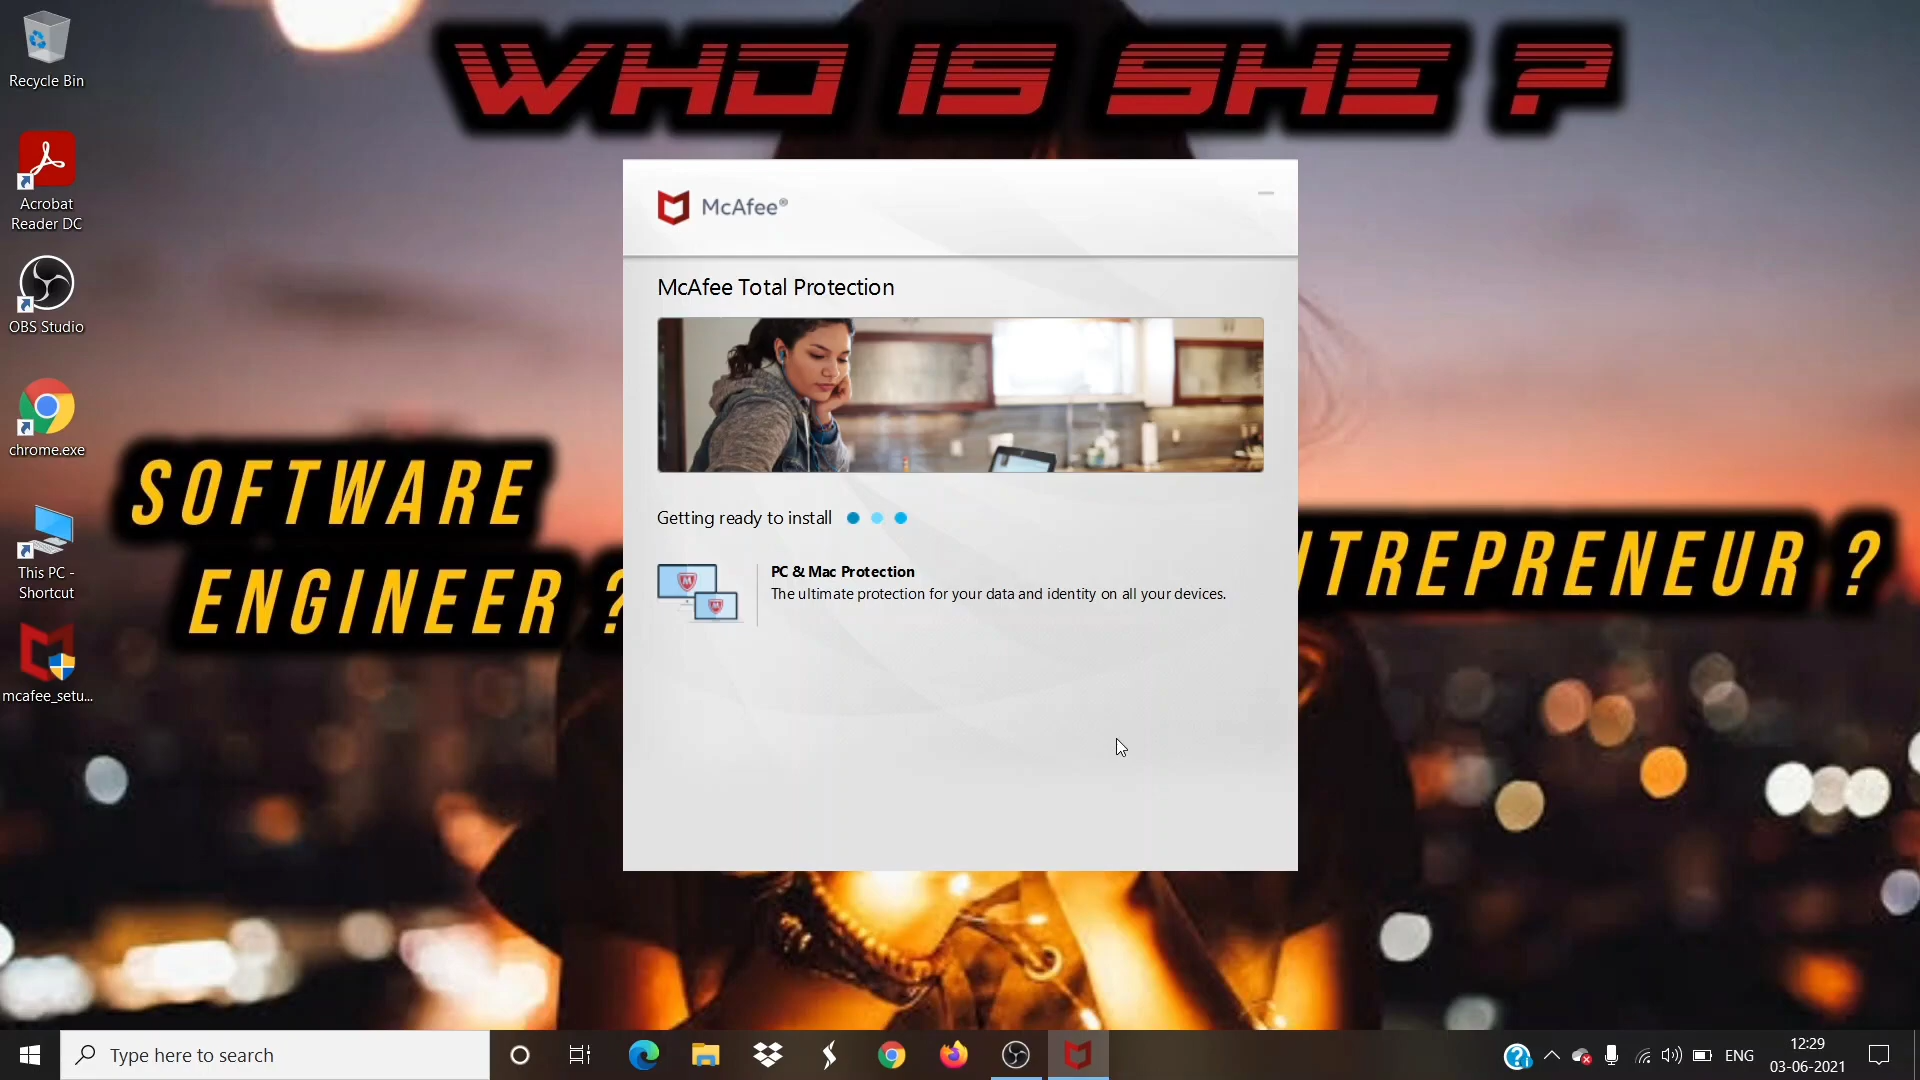 WHO IS SHE ?
Recycle Bin
Acrobat
Reader DC
OBS Studio
chrome.exe
This PC -
Shortcut
mcafee_setu...
SOFTWARE
ENGINEER ?
NTREPRENEUR ?
McAfee®
McAfee Total Protection
Getting ready to install
PC & Mac Protection
The ultimate protection for your data and identity on all your devices.
Type here to search
ENG
12:29
03-06-2021